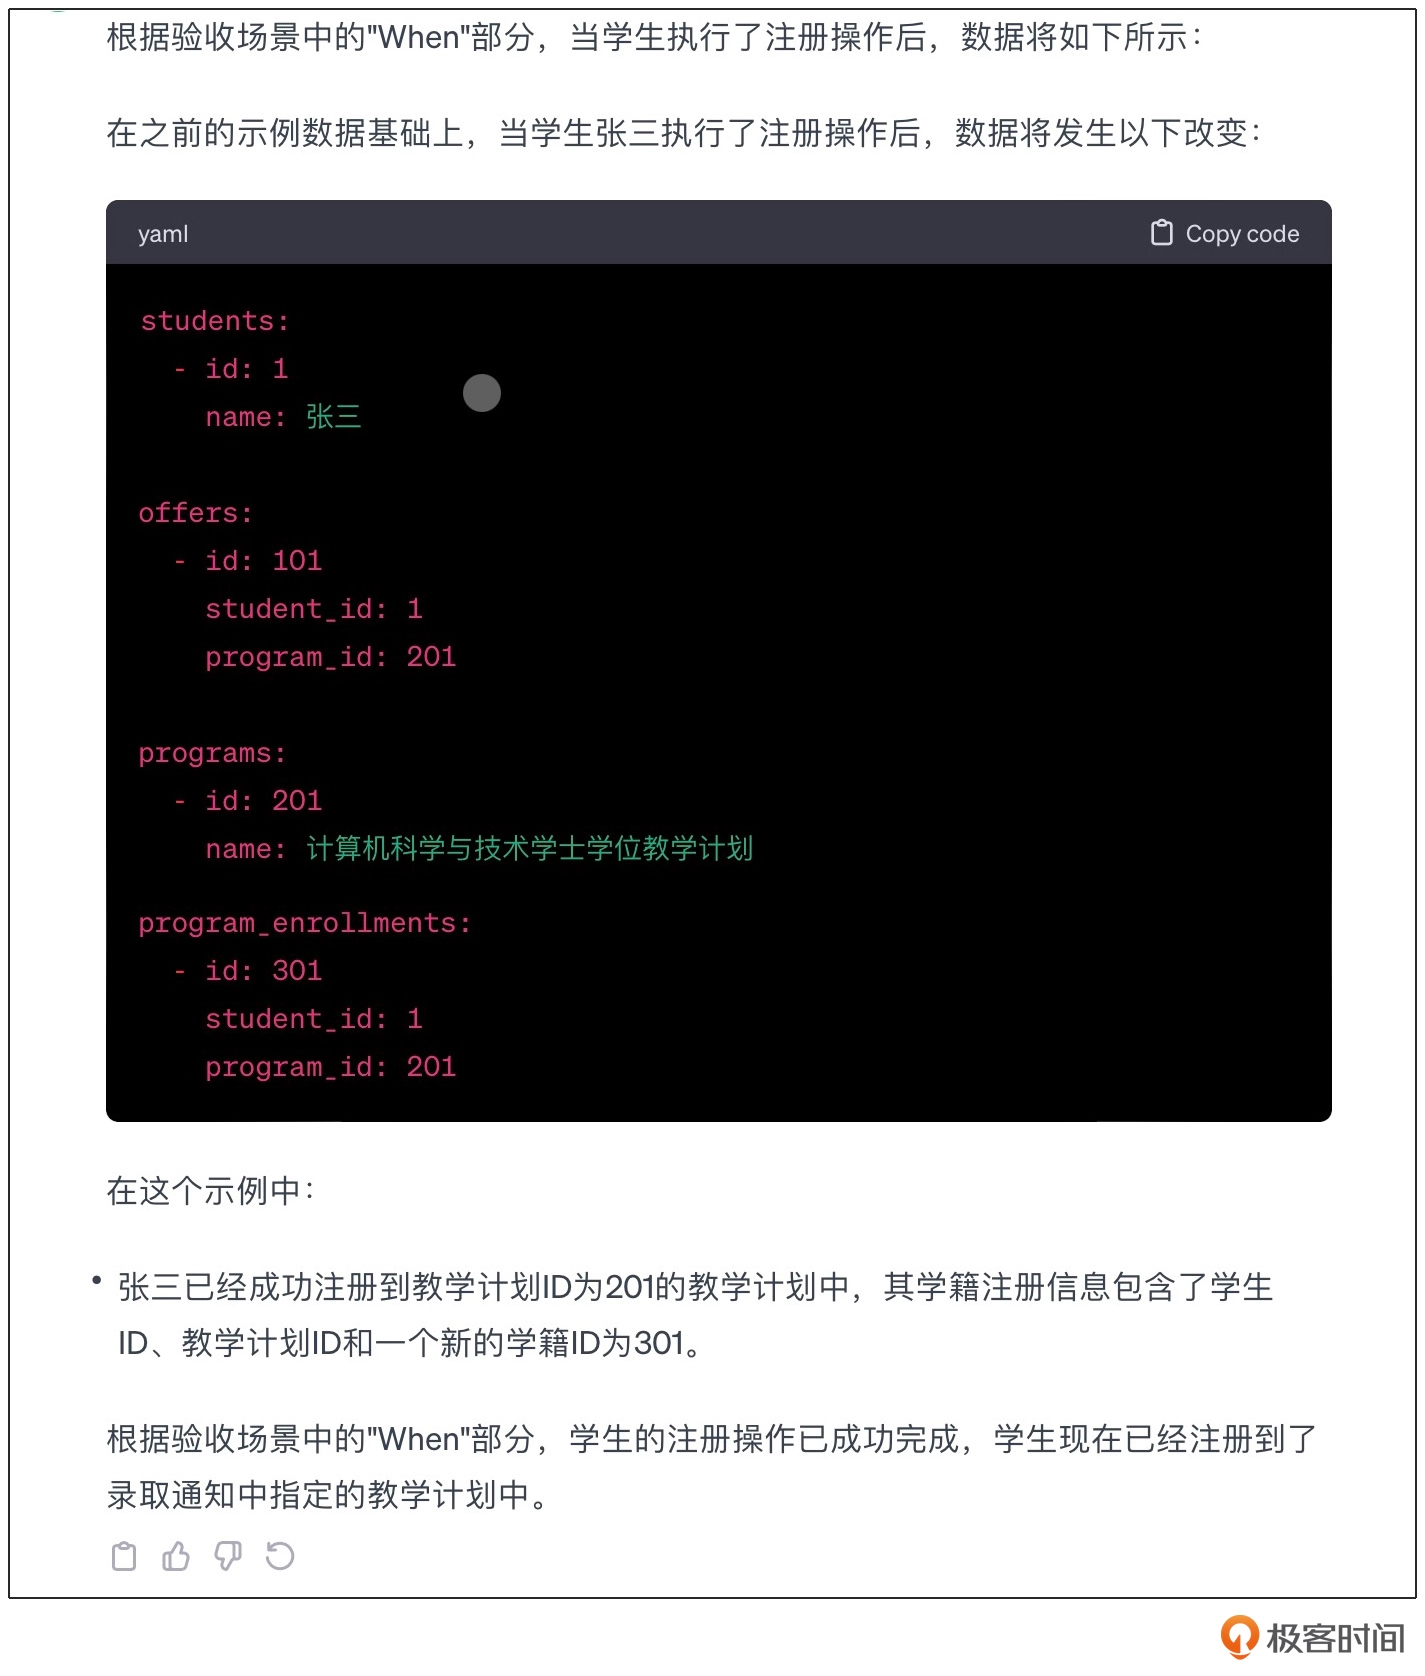 根据验收场景中的"When"部分，当学生执行了注册操作后，数据将如下所示：
在之前的示例数据基础上，当学生张三执行了注册操作后，数据将发生以下改变：
yaml
Copy code
students:
  - id: 1
    name: 张三
offers:
  - id: 101
    student_id: 1
    program_id: 201
programs:
  - id: 201
    name: 计算机科学与技术学士学位教学计划
program_enrollments:
  - id: 301
    student_id: 1
    program_id: 201
在这个示例中：
• 张三已经成功注册到教学计划ID为201的教学计划中，其学籍注册信息包含了学生
ID、教学计划ID和一个新的学籍ID为301。
根据验收场景中的"When"部分，学生的注册操作已成功完成，学生现在已经注册到了
录取通知中指定的教学计划中。
极客时间